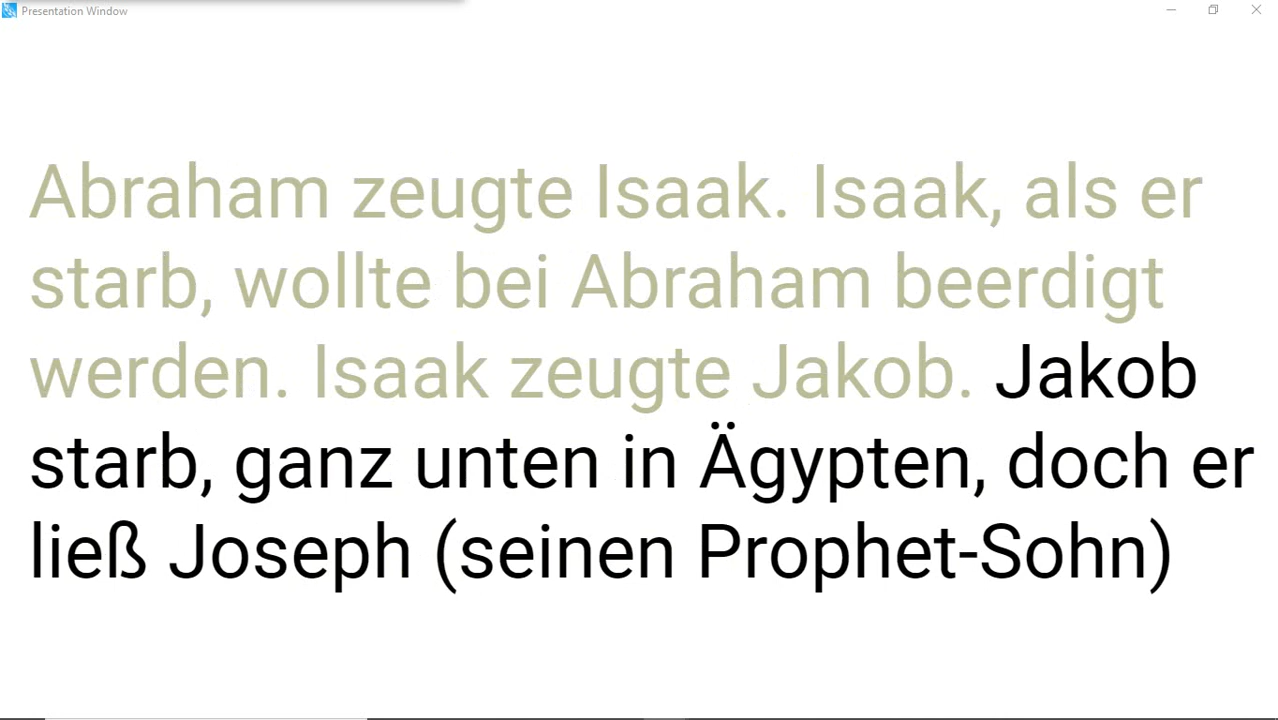 Presentation Window
Abraham zeugte Isaak. Isaak, als er
starb, wollte bei Abraham beerdigt
werden. Isaak zeugte Jakob. Jakob
starb, ganz unten in Ägypten, doch er
ließ Joseph (seinen Prophet-Sohn)